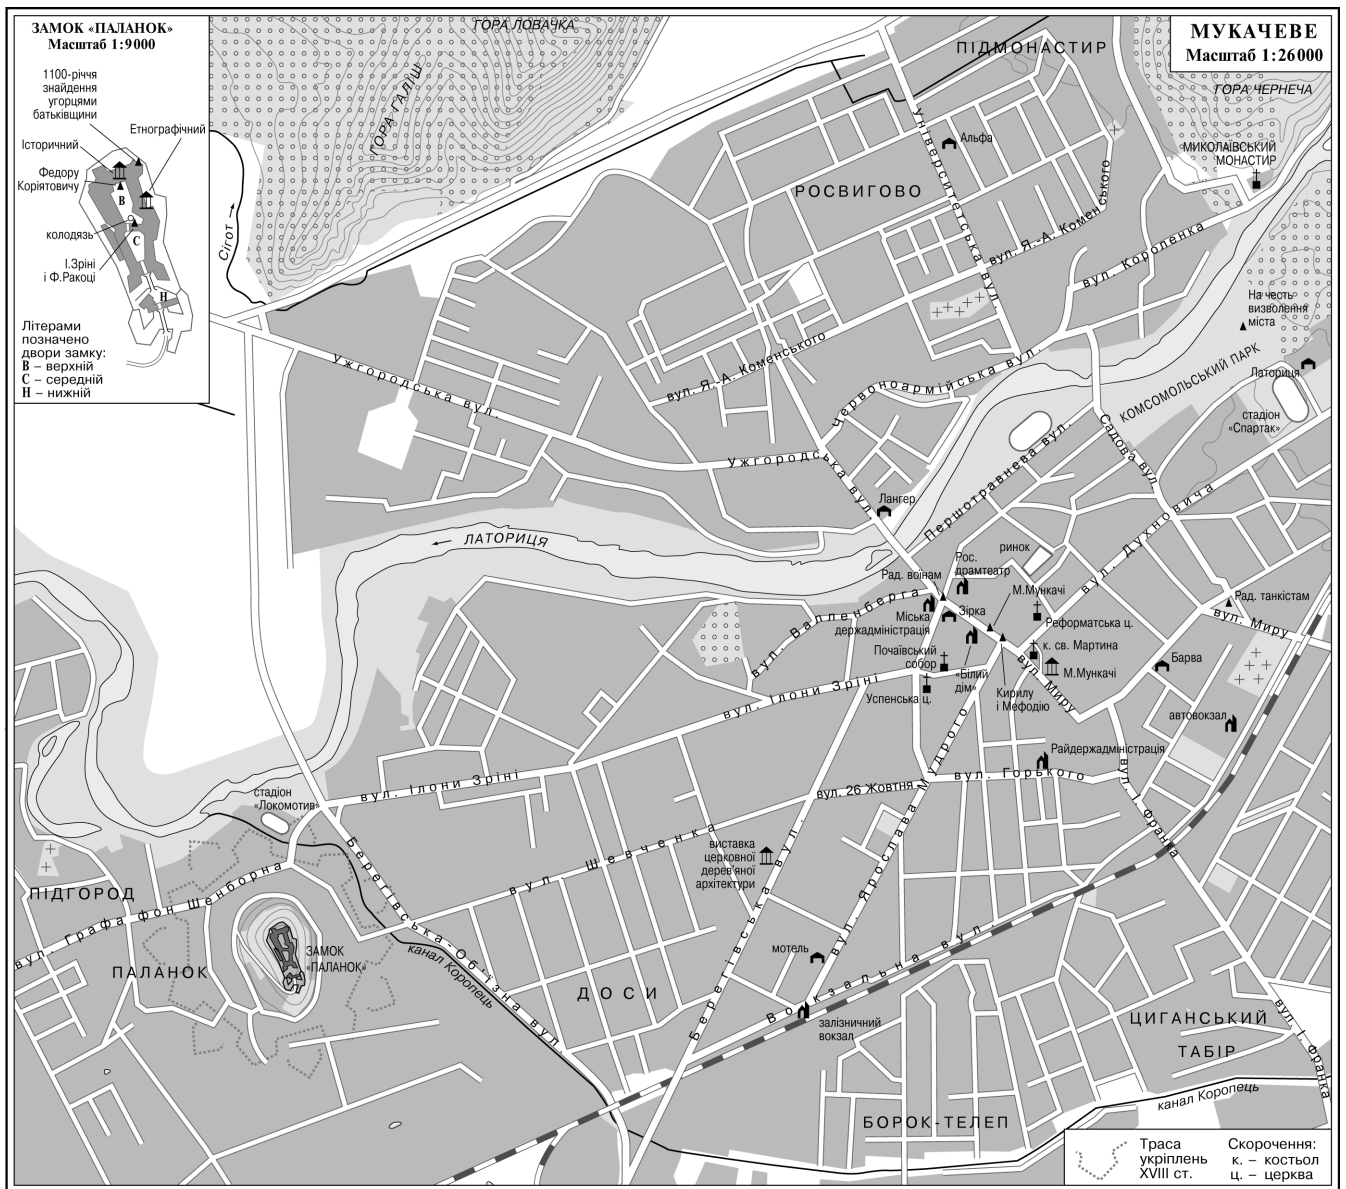 ЗАМОК «ПАЛАНОК»
Масштаб 1:9000
1100-річчя
знайдення
угорцями
батьківщини
Етнографічний
Історичний
Федору
Коріятовичу
В
колодязь
С
І.Зріні
і Ф.Ракоці
Н
Літерами
позначено
двори замку:
В – верхній
С – середній
Н – нижній
МУКАЧЕВЕ
Масштаб 1:26000
ГОРА ЛОВАЧКА
ГОРА ГАЛІШ
Сігот
ПІДМОНАСТИР
ГОРА ЧЕРНЕЧА
МИКОЛАЇВСЬКИЙ
МОНАСТИР
Альфа
РОСВИГОВО
Університетська вул.
вул. Я.-А. Коменського
вул. Короленка
На честь
визволення
міста
КОМСОМОЛЬСЬКИЙ ПАРК
Латориця
стадіон
«Спартак»
Ужгородська вул.
вул. Я.-А. Коменського
Червоноармійська вул.
Садова вул.
Ужгородська вул.
Першотравнева вул.
вул. Духновича
Лангер
ЛАТОРИЦЯ
ринок
Рос.
драмтеатр
Рад. воїнам
М.Мункачі
Рад. танкістам
вул. Миру
вул. Валленберга
Міська
держадміністрація
Зірка
Реформатська ц.
Почаївський
собор
к. св. Мартина
Барва
М.Мункачі
«Білий
дім»
вул. Миру
Кирилу
і Мефодію
Успенська ц.
вул. Ілони Зріні
автовокзал
Райдержадміністрація
вул. Горького
вул. Ілони Зріні
вул. 26 Жовтня
вул. І. Франка
стадіон
«Локомотив»
вул. Шевченка
виставка
церковної
дерев'яної
архітектури
вул. Ярослава Мудрого
Берегівська вул.
ПІДГОРОД
вул. Графа фон Шенборна
Берегівська-Об'їзна вул.
ЗАМОК
«ПАЛАНОК»
канал Коропець
ПАЛАНОК
мотель
Вокзальна вул.
ДОСИ
залізничний
вокзал
ЦИГАНСЬКИЙ
ТАБІР
вул. І. Франка
канал Коропець
БОРОК-ТЕЛЕП
Траса
укріплень
XVIII ст.
Скорочення:
к. – костьол
ц. – церква